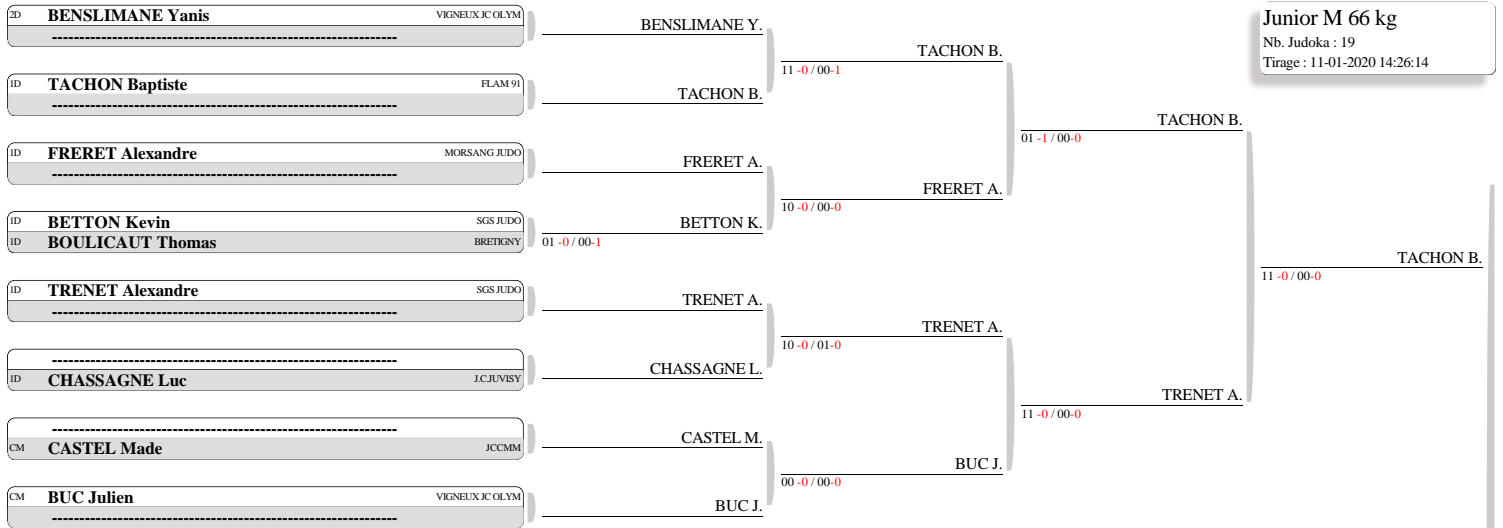 2D BENSLIMANE Yanis VIGNEUX JC OLYM
------------------------------------------------------------------
1D TACHON Baptiste FLAM 91
------------------------------------------------------------------
1D FRERET Alexandre MORSANG JUDO
------------------------------------------------------------------
1D BETTON Kevin SGS JUDO
1D BOULICAUT Thomas BRETIGNY
1D TRENET Alexandre SGS JUDO
------------------------------------------------------------------
------------------------------------------------------------------
1D CHASSAGNE Luc J.C.JUVISY
------------------------------------------------------------------
CM CASTEL Made JCCMM
CM BUC Julien VIGNEUX JC OLYM
------------------------------------------------------------------
BENSLIMANE Y.
TACHON B.
FRERET A.
BETTON K.
01 -0 / 00-1
TRENET A.
CHASSAGNE L.
CASTEL M.
BUC J.
TACHON B.
11 -0 / 00-1
FRERET A.
10 -0 / 00-0
TRENET A.
10 -0 / 01-0
BUC J.
00 -0 / 00-0
TACHON B.
01 -1 / 00-0
TRENET A.
11 -0 / 00-0
TACHON B.
11 -0 / 00-0
Junior M 66 kg
Nb. Judoka : 19
Tirage : 11-01-2020 14:26:14